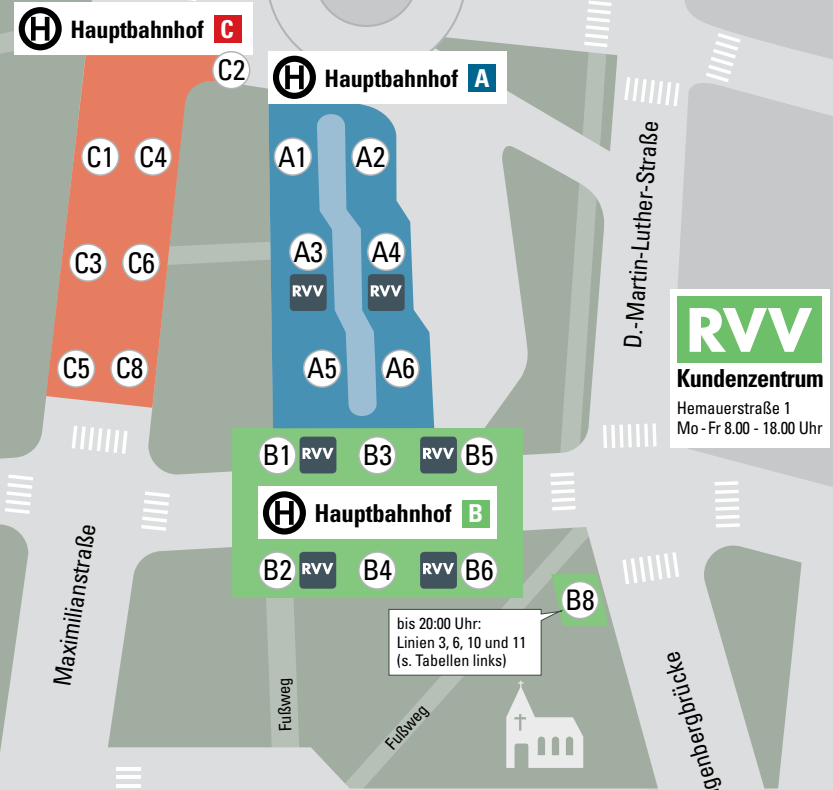 H Hauptbahnhof C
C2
H Hauptbahnhof A
C1 C4
A1 A2
D.-Martin-Luther-Straße
C3 C6
A3 A4
RVV RVV
C5 C8
A5 A6
RVV
Kundenzentrum
Hemauerstraße 1
Mo - Fr 8.00 - 18.00 Uhr
B1 RVV B3 RVV B5
H Hauptbahnhof B
B2 RVV B4 RVV B6
B8
bis 20:00 Uhr:
Linien 3, 6, 10 und 11
(s. Tabellen links)
Maximilianstraße
Fußweg
Fußweg